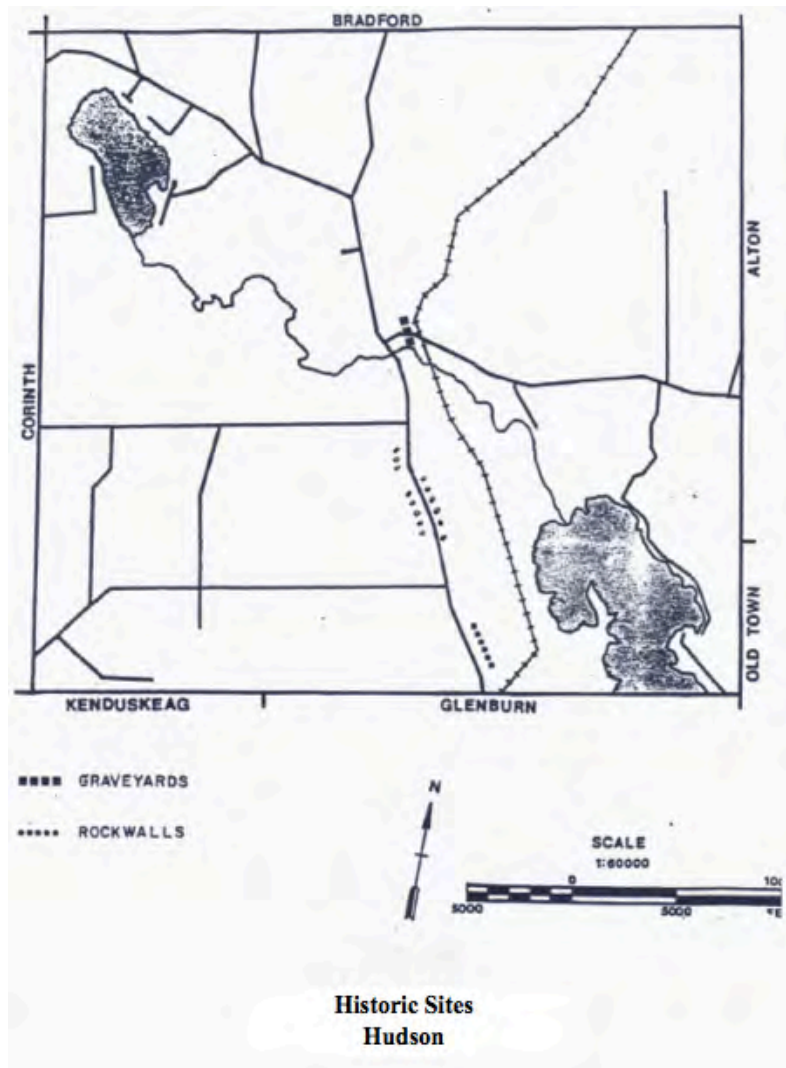 BRADFORD
ALTON
CORINTH
OLD TOWN
KENDUSKEAG
GLENBURN
GRAVEYARDS
ROCKWALLS
N
SCALE
1:60000
0
5000
5000
Historic Sites
Hudson